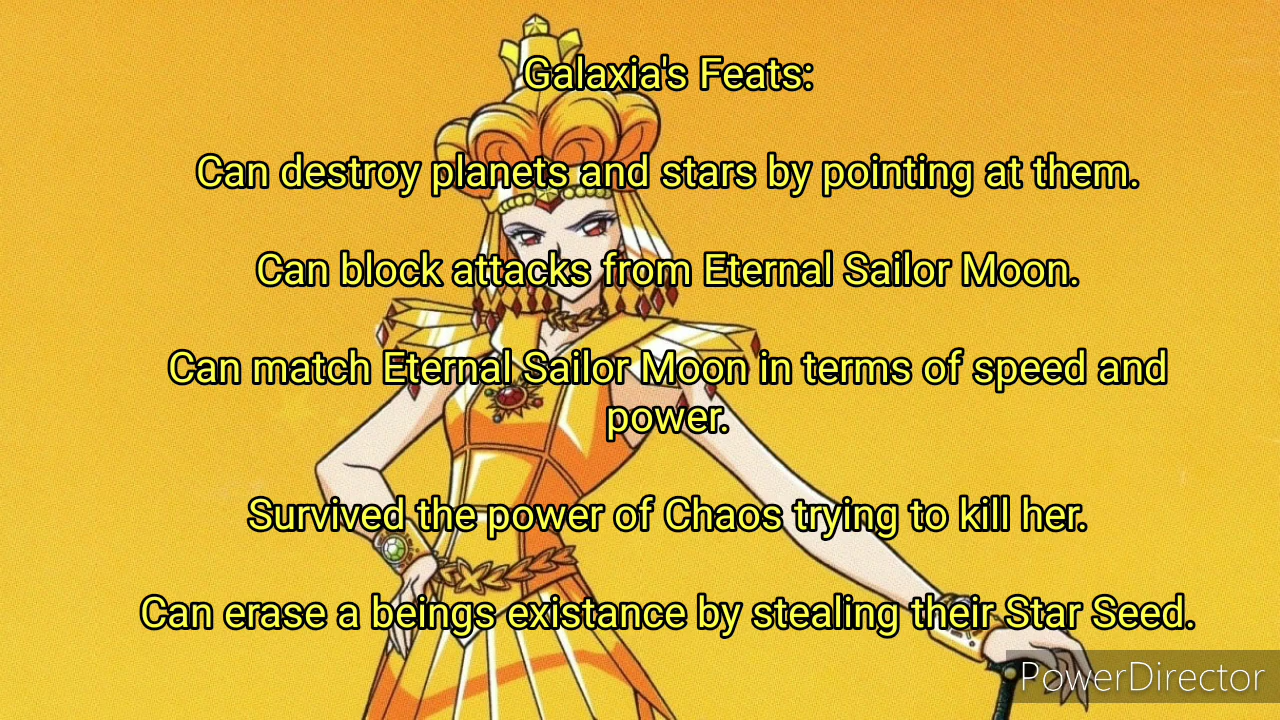 Galaxia's Feats:
Can destroy planets and stars by pointing at them.
Can block attacks from Eternal Sailor Moon.
Can match Eternal Sailor Moon in terms of speed and
power.
Survived the power of Chaos trying to kill her.
Can erase a beings existance by stealing their Star Seed.
PowerDirector